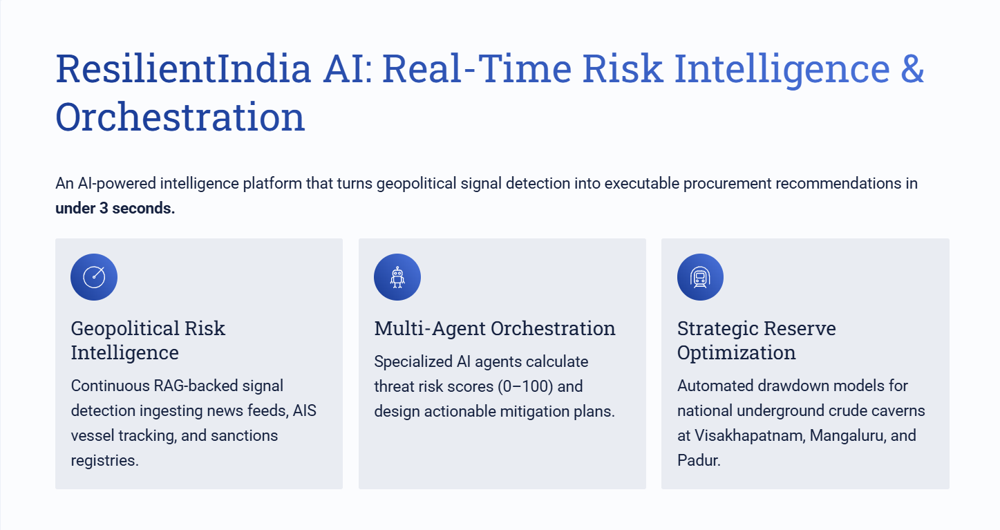 ResilientIndia AI: Real-Time Risk Intelligence &
Orchestration
An AI-powered intelligence platform that turns geopolitical signal detection into executable procurement recommendations in
under 3 seconds.
Geopolitical Risk
Intelligence
Continuous RAG-backed signal
detection ingesting news feeds, AIS
vessel tracking, and sanctions
registries.
Multi-Agent Orchestration
Specialized AI agents calculate
threat risk scores (0–100) and
design actionable mitigation plans.
Strategic Reserve
Optimization
Automated drawdown models for
national underground crude caverns
at Visakhapatnam, Mangaluru, and
Padur.